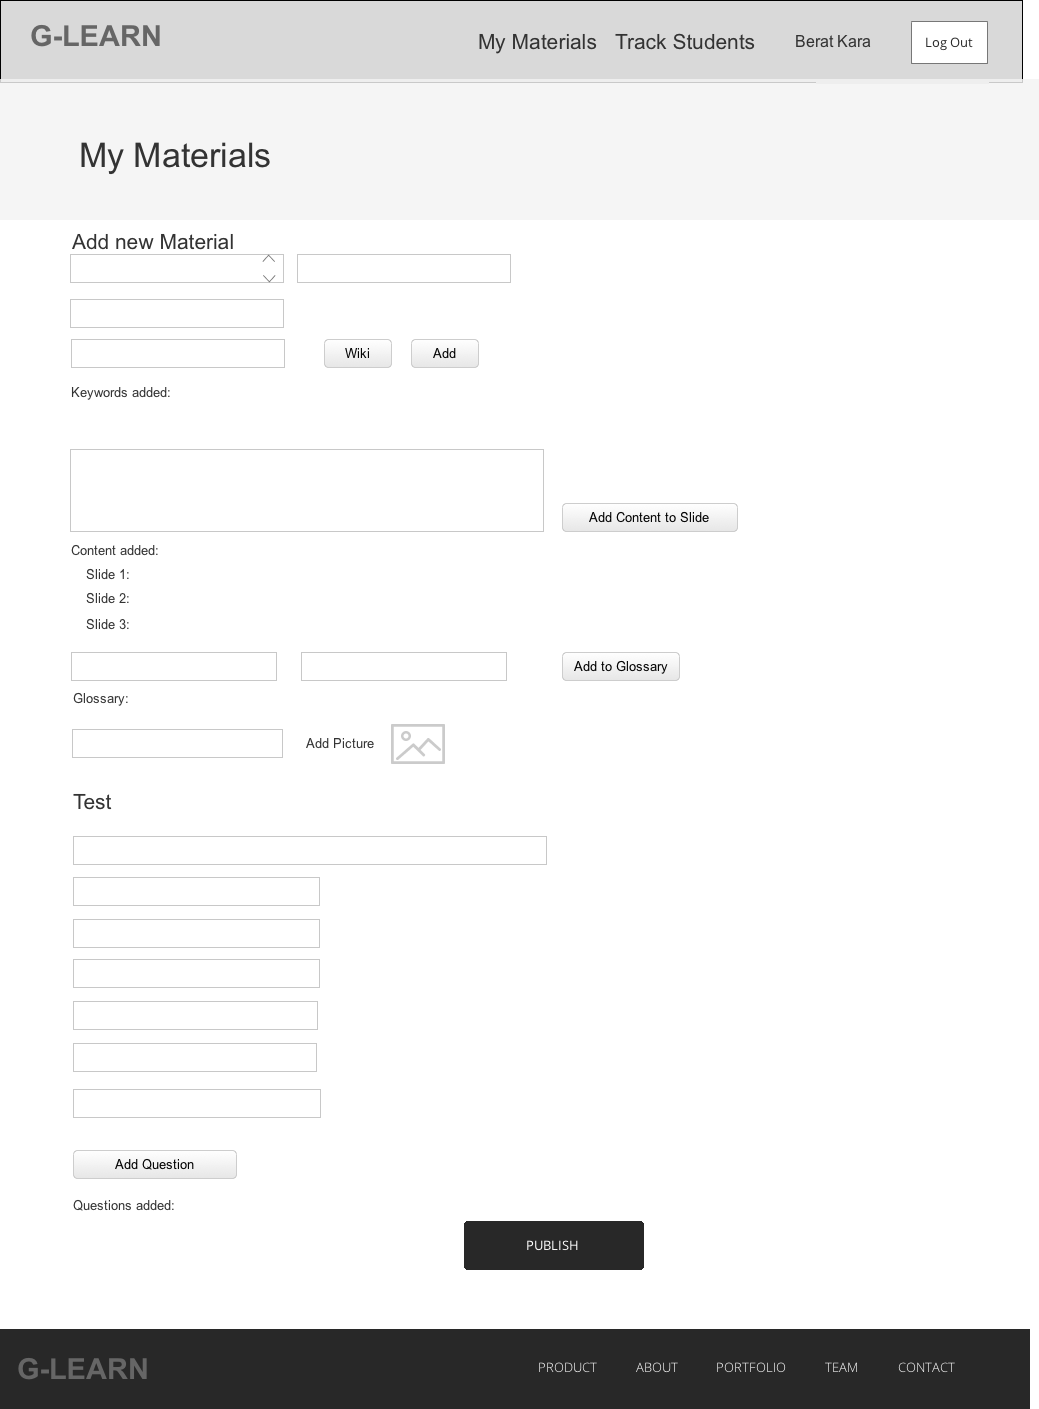 G-LEARN
My Materials Track Students Berat Kara Log Out
My Materials
Add new Material
Wiki Add
Keywords added:
Add Content to Slide
Content added:
Slide 1:
Slide 2:
Slide 3:
Add to Glossary
Glossary:
Add Picture
Test
Add Question
Questions added:
PUBLISH
G-LEARN
PRODUCT ABOUT PORTFOLIO TEAM CONTACT